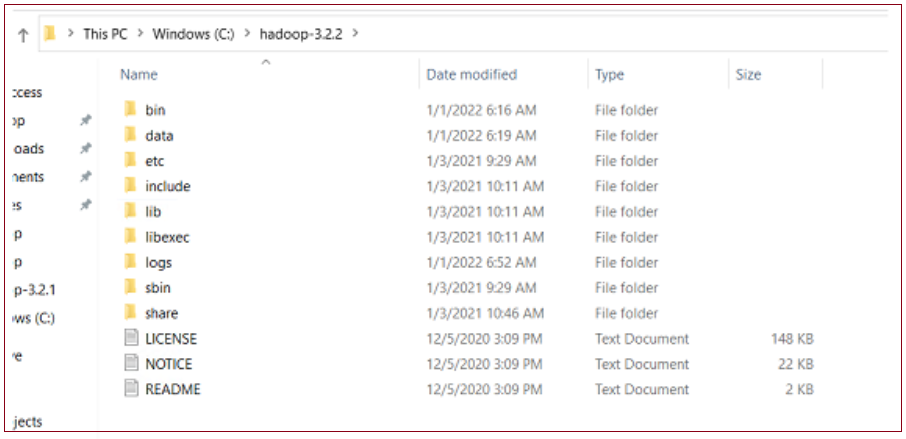 This PC > Windows (C:) > hadoop-3.2.2 >
Name Date modified Type Size
ccess
op
oads
nents
es
op
op
op-3.2.1
ows (C:)
ve
jects
bin 1/1/2022 6:16 AM File folder
data 1/1/2022 6:19 AM File folder
etc 1/3/2021 9:29 AM File folder
include 1/3/2021 10:11 AM File folder
lib 1/3/2021 10:11 AM File folder
libexec 1/3/2021 10:11 AM File folder
logs 1/1/2022 6:52 AM File folder
sbin 1/3/2021 9:29 AM File folder
share 1/3/2021 10:46 AM File folder
LICENSE 12/5/2020 3:09 PM Text Document 148 KB
NOTICE 12/5/2020 3:09 PM Text Document 22 KB
README 12/5/2020 3:09 PM Text Document 2 KB